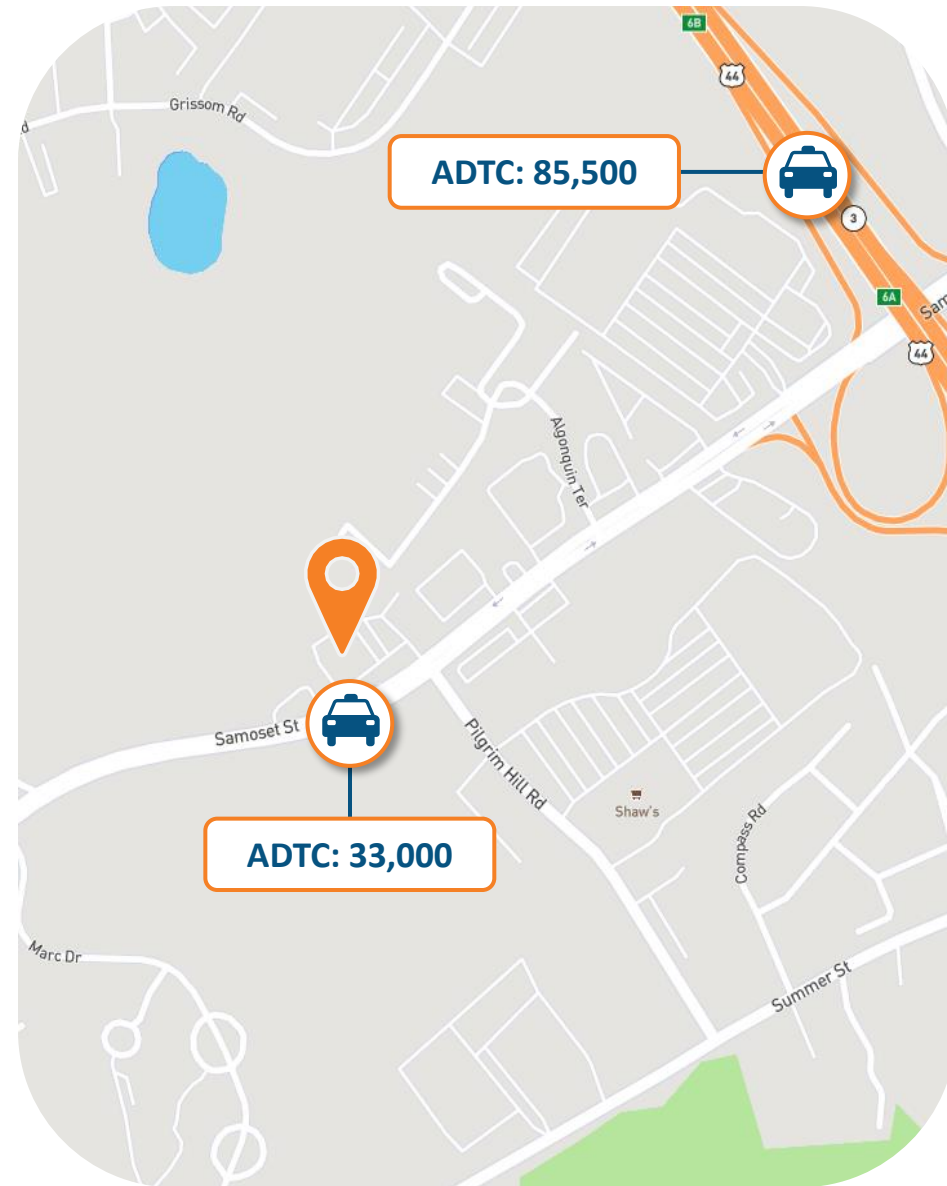 6B
44
Grissom Rd
ADTC: 85,500
3
6A
44
Algonquin Ter
Samoset St
Pilgrim Hill Rd
Shaw's
Compass Rd
ADTC: 33,000
Marc Dr
Summer St